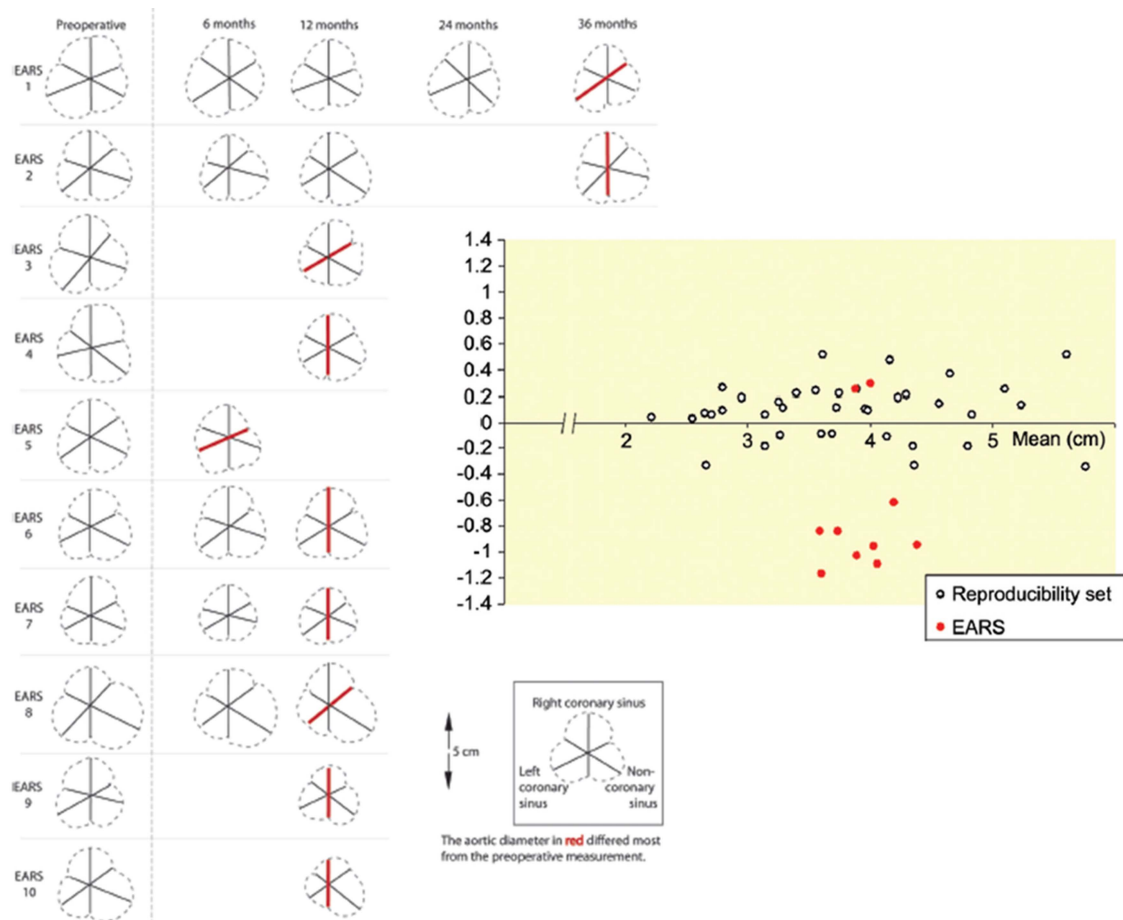 Preoperative 6 months 12 months 24 months 36 months
EARS
1
EARS
2
EARS
3
EARS
4
EARS
5
EARS
6
EARS
7
EARS
8
EARS
9
EARS
10
1.4
1.2
1
0.8
0.6
0.4
0.2
0
-0.2
-0.4
-0.6
-0.8
-1
-1.2
-1.4
2 3 4 5 Mean (cm)
Reproducibility set
EARS
5 cm
Right coronary sinus
Left
coronary
sinus
Non-
coronary
sinus
The aortic diameter in red differed most
from the preoperative measurement.